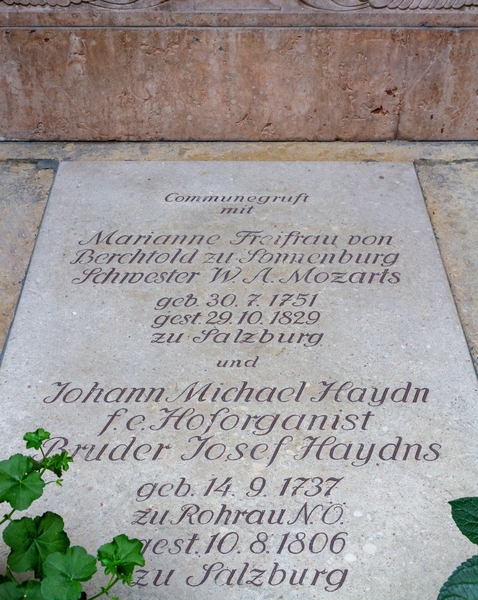 Communegruft
mit
Marianne Freifrau von
Berchtold zu Sonnenburg
Schwester W. A. Mozarts
geb. 30. 7. 1751
gest. 29. 10. 1829
zu Salzburg
und
Johann Michael Haydn
f. e. Hoforganist
Bruder Josef Haydns
geb. 14. 9. 1737
zu Rohrau N. Ö.
gest. 10. 8. 1806
zu Salzburg